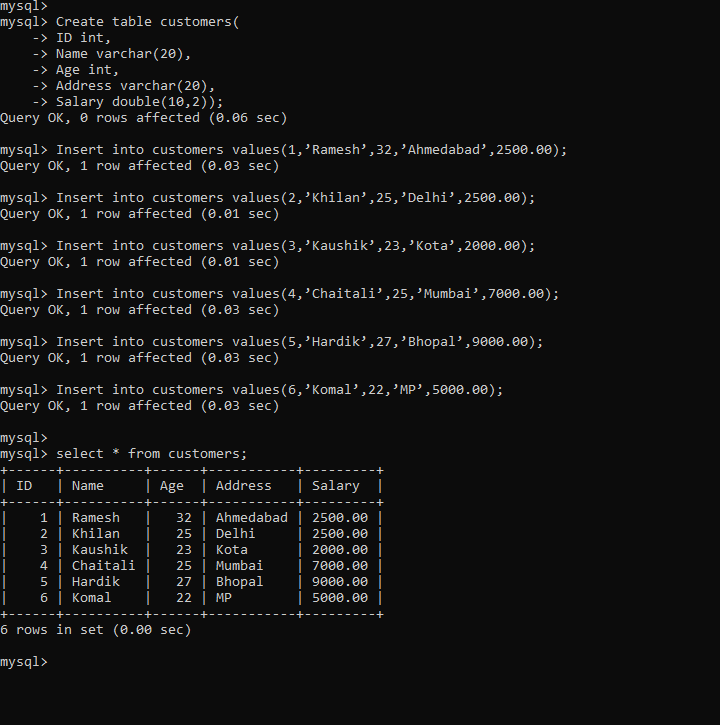 mysql>
mysql> Create table customers(
    -> ID int,
    -> Name varchar(20),
    -> Age int,
    -> Address varchar(20),
    -> Salary double(10,2));
Query OK, 0 rows affected (0.06 sec)

mysql> Insert into customers values(1,’Ramesh’,32,’Ahmedabad’,2500.00);
Query OK, 1 row affected (0.03 sec)

mysql> Insert into customers values(2,’Khilan’,25,’Delhi’,2500.00);
Query OK, 1 row affected (0.01 sec)

mysql> Insert into customers values(3,’Kaushik’,23,’Kota’,2000.00);
Query OK, 1 row affected (0.01 sec)

mysql> Insert into customers values(4,’Chaitali’,25,’Mumbai’,7000.00);
Query OK, 1 row affected (0.03 sec)

mysql> Insert into customers values(5,’Hardik’,27,’Bhopal’,9000.00);
Query OK, 1 row affected (0.03 sec)

mysql> Insert into customers values(6,’Komal’,22,’MP’,5000.00);
Query OK, 1 row affected (0.03 sec)

mysql>
mysql> select * from customers;
+------+----------+------+-----------+---------+
| ID   | Name     | Age  | Address   | Salary  |
+------+----------+------+-----------+---------+
|    1 | Ramesh   |   32 | Ahmedabad | 2500.00 |
|    2 | Khilan   |   25 | Delhi     | 2500.00 |
|    3 | Kaushik  |   23 | Kota      | 2000.00 |
|    4 | Chaitali |   25 | Mumbai    | 7000.00 |
|    5 | Hardik   |   27 | Bhopal    | 9000.00 |
|    6 | Komal    |   22 | MP        | 5000.00 |
+------+----------+------+-----------+---------+
6 rows in set (0.00 sec)

mysql>